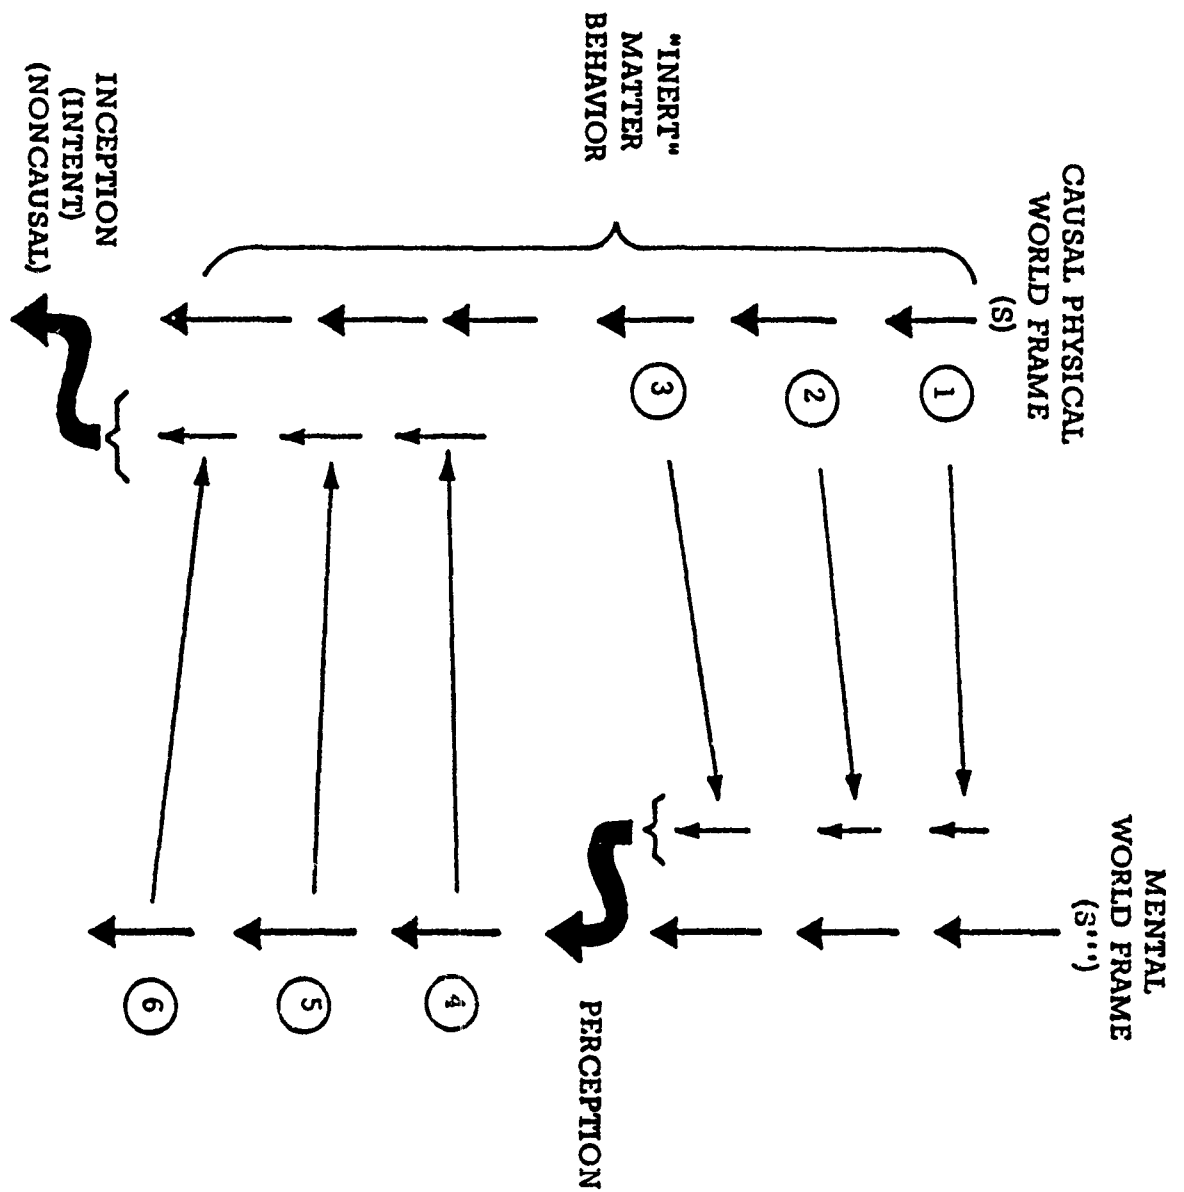 CAUSAL PHYSICAL
WORLD FRAME
(S)
MENTAL
WORLD FRAME
(S''')
"INERT"
MATTER
BEHAVIOR
1
2
3
PERCEPTION
4
5
6
INCEPTION
(INTENT)
(NONCAUSAL)